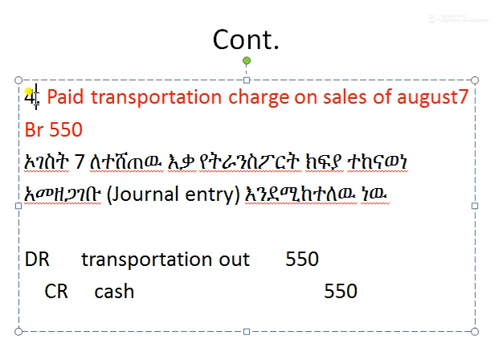 Cont.
4. Paid transportation charge on sales of august7
Br 550
ኦገስት 7 ለተሸጠዉ እቃ የትራንስፖርት ክፍያ ተከናወነ
አመዘጋገቡ (Journal entry) እንደሚከተለዉ ነዉ
DR transportation out 550
CR cash 550